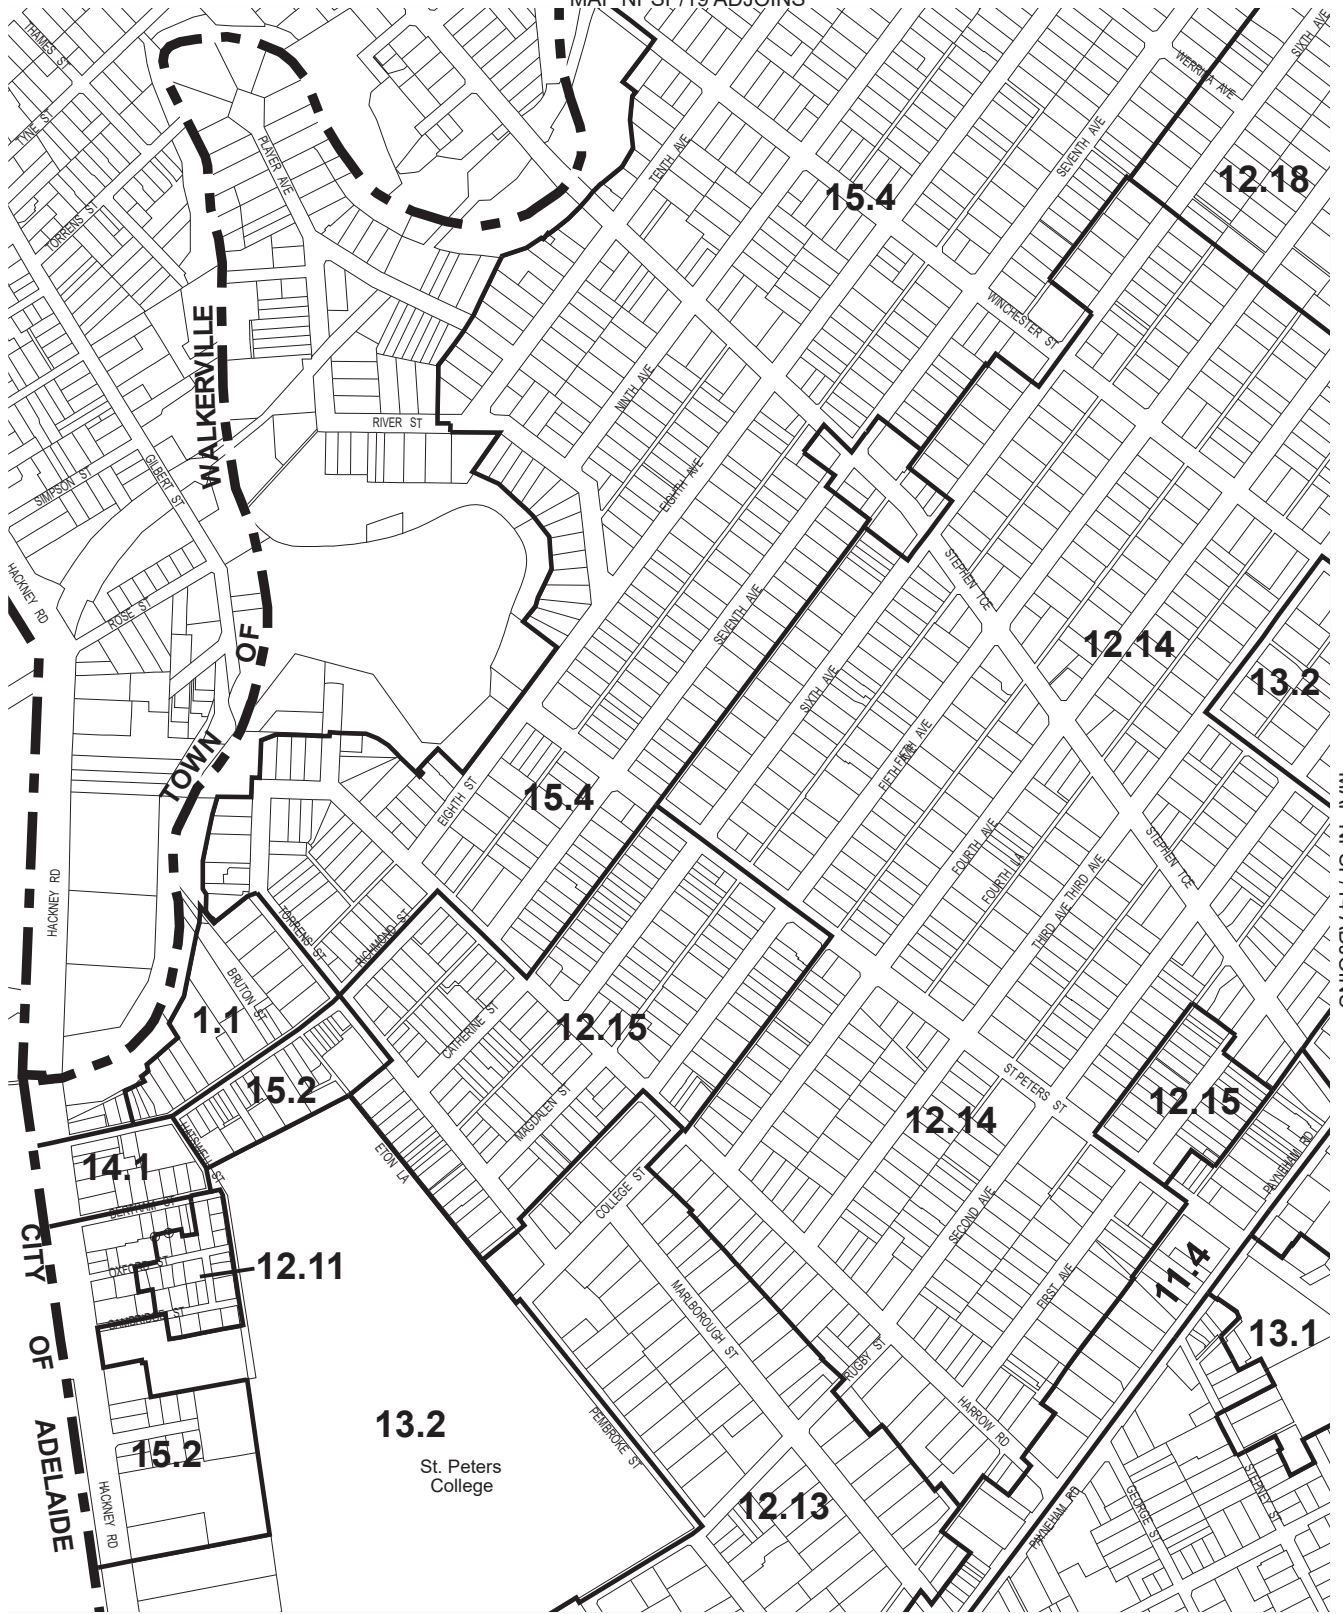 MAP NPSP/19 ADJOINS
THAMES ST
TYNE ST
PLAYER AVE
TORRENS ST
TENTH AVE
SEVENTH AVE
WERRINA AVE
SIXTH AVE
12.18
15.4
WINCHESTER ST
WALKERVILLE
NINTH AVE
RIVER ST
EIGHTH AVE
SIMPSON ST
GILBERT ST
HACKNEY RD
ROSE ST
OF
TOWN
SEVENTH AVE
STEPHEN TCE
12.14
13.2
SIXTH AVE
FIFTH AVE
15.4
EIGHTH ST
FOURTH AVE
FOURTH LA
THIRD AVE
THIRD AVE
STEPHEN TCE
HACKNEY RD
TORRENS ST
RICHMOND ST
BRUTON ST
1.1
CATHERINE ST
12.15
15.2
MAGDALEN ST
ST PETERS ST
12.14
12.15
PAYNEHAM RD
HATSWELL ST
14.1
ETON LA
COLLEGE ST
BERTRAM ST
OXFORD ST
12.11
CAMBRIDGE ST
SECOND AVE
FIRST AVE
11.4
13.1
MARLBOROUGH ST
RUGBY ST
HARROW RD
CITY
OF
ADELAIDE
13.2
St. Peters
College
PEMBROKE ST
15.2
HACKNEY RD
12.13
PAYNEHAM RD
GEORGE ST
STEPNEY ST